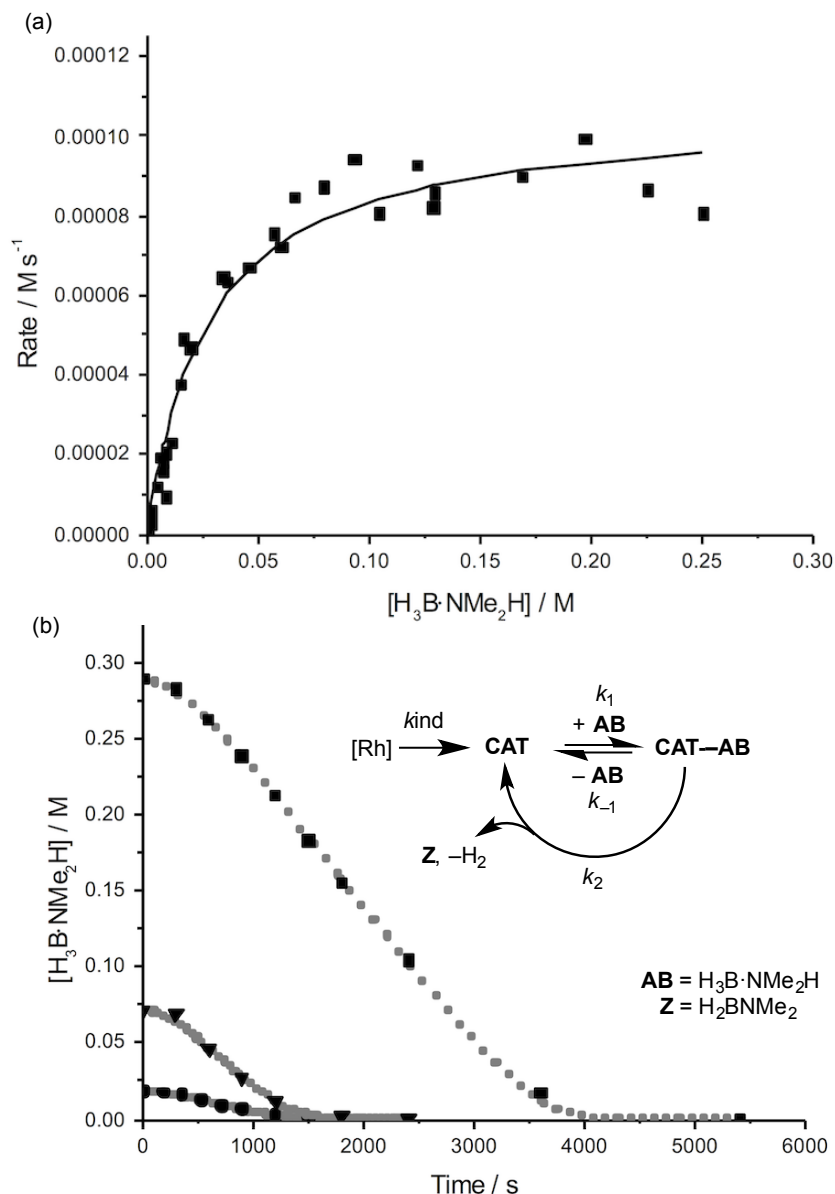 (a)
0.00012
0.00010
0.00008
0.00006
0.00004
0.00002
0.00000
Rate / M s⁻¹
0.00 0.05 0.10 0.15 0.20 0.25 0.30
[H₃B·NMe₂H] / M
(b)
0.30
0.25
0.20
0.15
0.10
0.05
0.00
[H₃B·NMe₂H] / M
k₁
+ AB
[Rh] kind CAT CAT--AB
– AB
k₋₁
Z, –H₂
k₂
AB = H₃B·NMe₂H
Z = H₂BNMe₂
0 1000 2000 3000 4000 5000 6000
Time / s